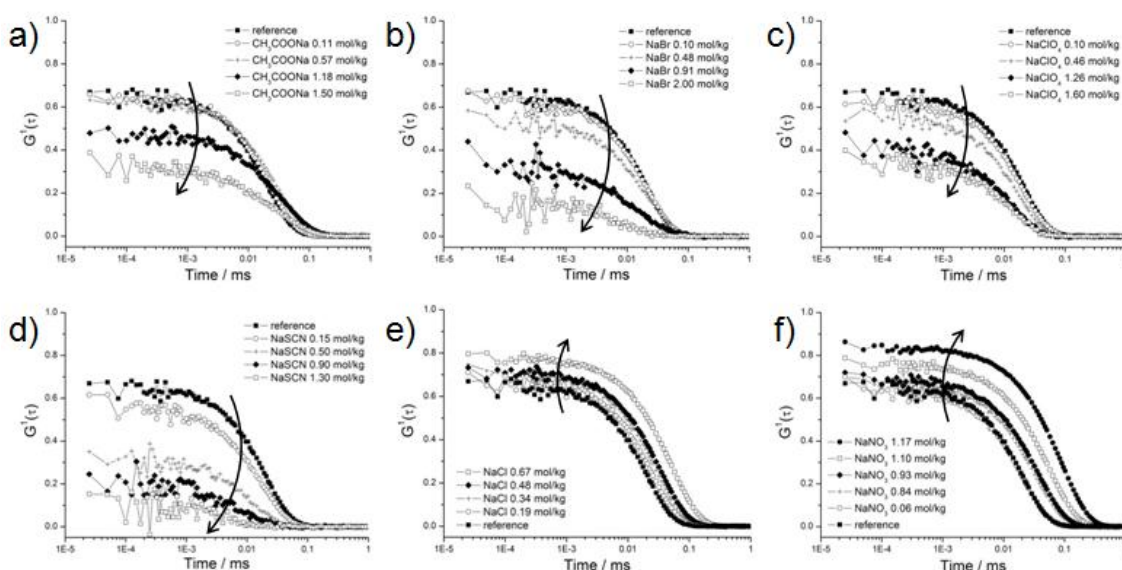 a)
1.0
0.8
0.6
0.4
0.2
0.0
G¹(τ)
reference
CH₃COONa 0.11 mol/kg
CH₃COONa 0.57 mol/kg
CH₃COONa 1.18 mol/kg
CH₃COONa 1.50 mol/kg
1E-5 1E-4 1E-3 0.01 0.1 1
Time / ms
b)
1.0
0.8
0.6
0.4
0.2
0.0
G¹(τ)
reference
NaBr 0.10 mol/kg
NaBr 0.48 mol/kg
NaBr 0.91 mol/kg
NaBr 2.00 mol/kg
1E-5 1E-4 1E-3 0.01 0.1 1
Time / ms
c)
1.0
0.8
0.6
0.4
0.2
0.0
G¹(τ)
reference
NaClO₄ 0.10 mol/kg
NaClO₄ 0.46 mol/kg
NaClO₄ 1.26 mol/kg
NaClO₄ 1.60 mol/kg
1E-5 1E-4 1E-3 0.01 0.1 1
Time / ms
d)
1.0
0.8
0.6
0.4
0.2
0.0
G¹(τ)
reference
NaSCN 0.15 mol/kg
NaSCN 0.50 mol/kg
NaSCN 0.90 mol/kg
NaSCN 1.30 mol/kg
1E-5 1E-4 1E-3 0.01 0.1 1
Time / ms
e)
1.0
0.8
0.6
0.4
0.2
0.0
G¹(τ)
NaCl 0.67 mol/kg
NaCl 0.48 mol/kg
NaCl 0.34 mol/kg
NaCl 0.19 mol/kg
reference
1E-5 1E-4 1E-3 0.01 0.1 1
Time / ms
f)
1.0
0.8
0.6
0.4
0.2
0.0
G¹(τ)
NaNO₃ 1.17 mol/kg
NaNO₃ 1.10 mol/kg
NaNO₃ 0.93 mol/kg
NaNO₃ 0.84 mol/kg
NaNO₃ 0.06 mol/kg
reference
1E-5 1E-4 1E-3 0.01 0.1 1
Time / ms